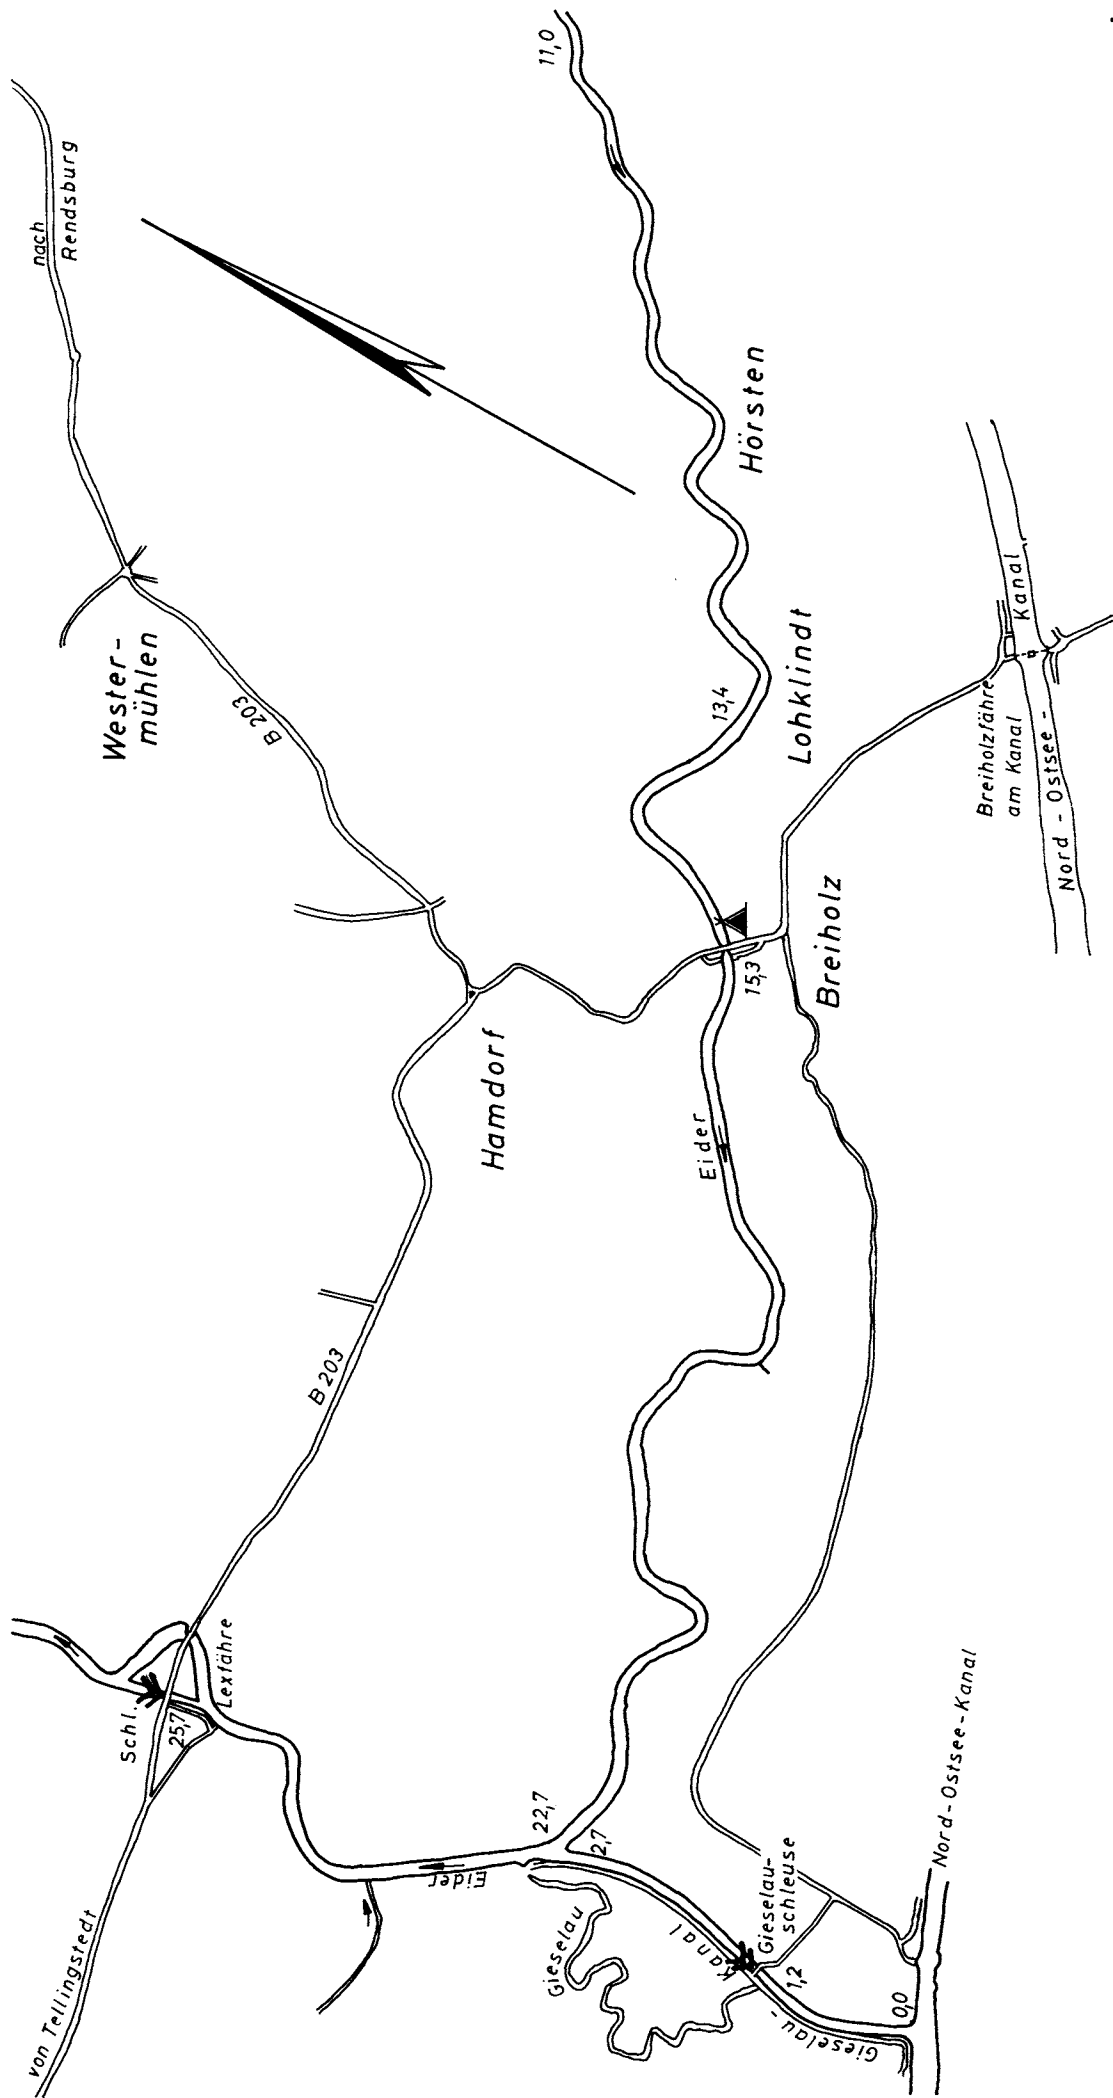 von Tellingstedt
Schl.
25,7
Lexfähre
B 203
Hamdorf
B 203
Wester-
mühlen
nach
Rendsburg
11,0
Hörsten
13,4
Lohklindt
15,3
Breiholz
Eider
22,7
2,7
Eider
Gieselau
Gieselau-
Kanal
Gieselau-
schleuse
1,2
0,0
Nord-Ostsee-Kanal
Breiholzfähre
am Kanal
Nord - Ostsee -
Kanal